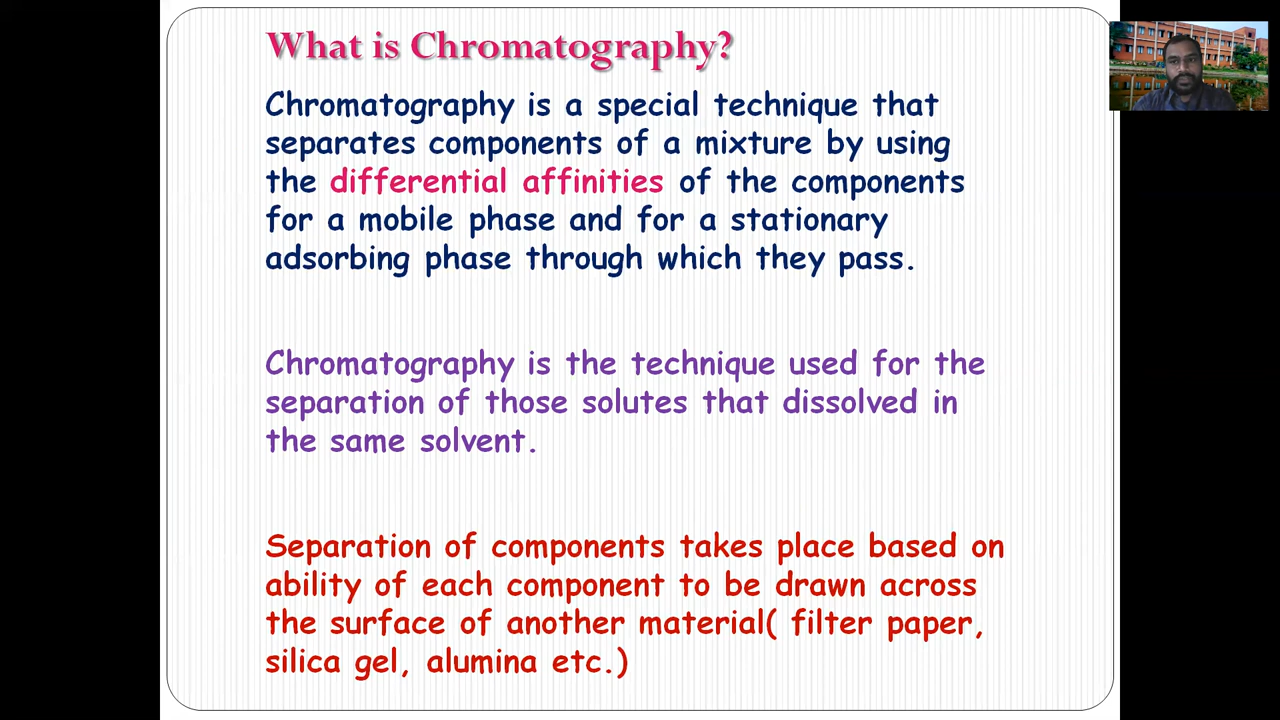 What is Chromatography?
Chromatography is a special technique that
separates components of a mixture by using
the differential affinities of the components
for a mobile phase and for a stationary
adsorbing phase through which they pass.
Chromatography is the technique used for the
separation of those solutes that dissolved in
the same solvent.
Separation of components takes place based on
ability of each component to be drawn across
the surface of another material( filter paper,
silica gel, alumina etc.)